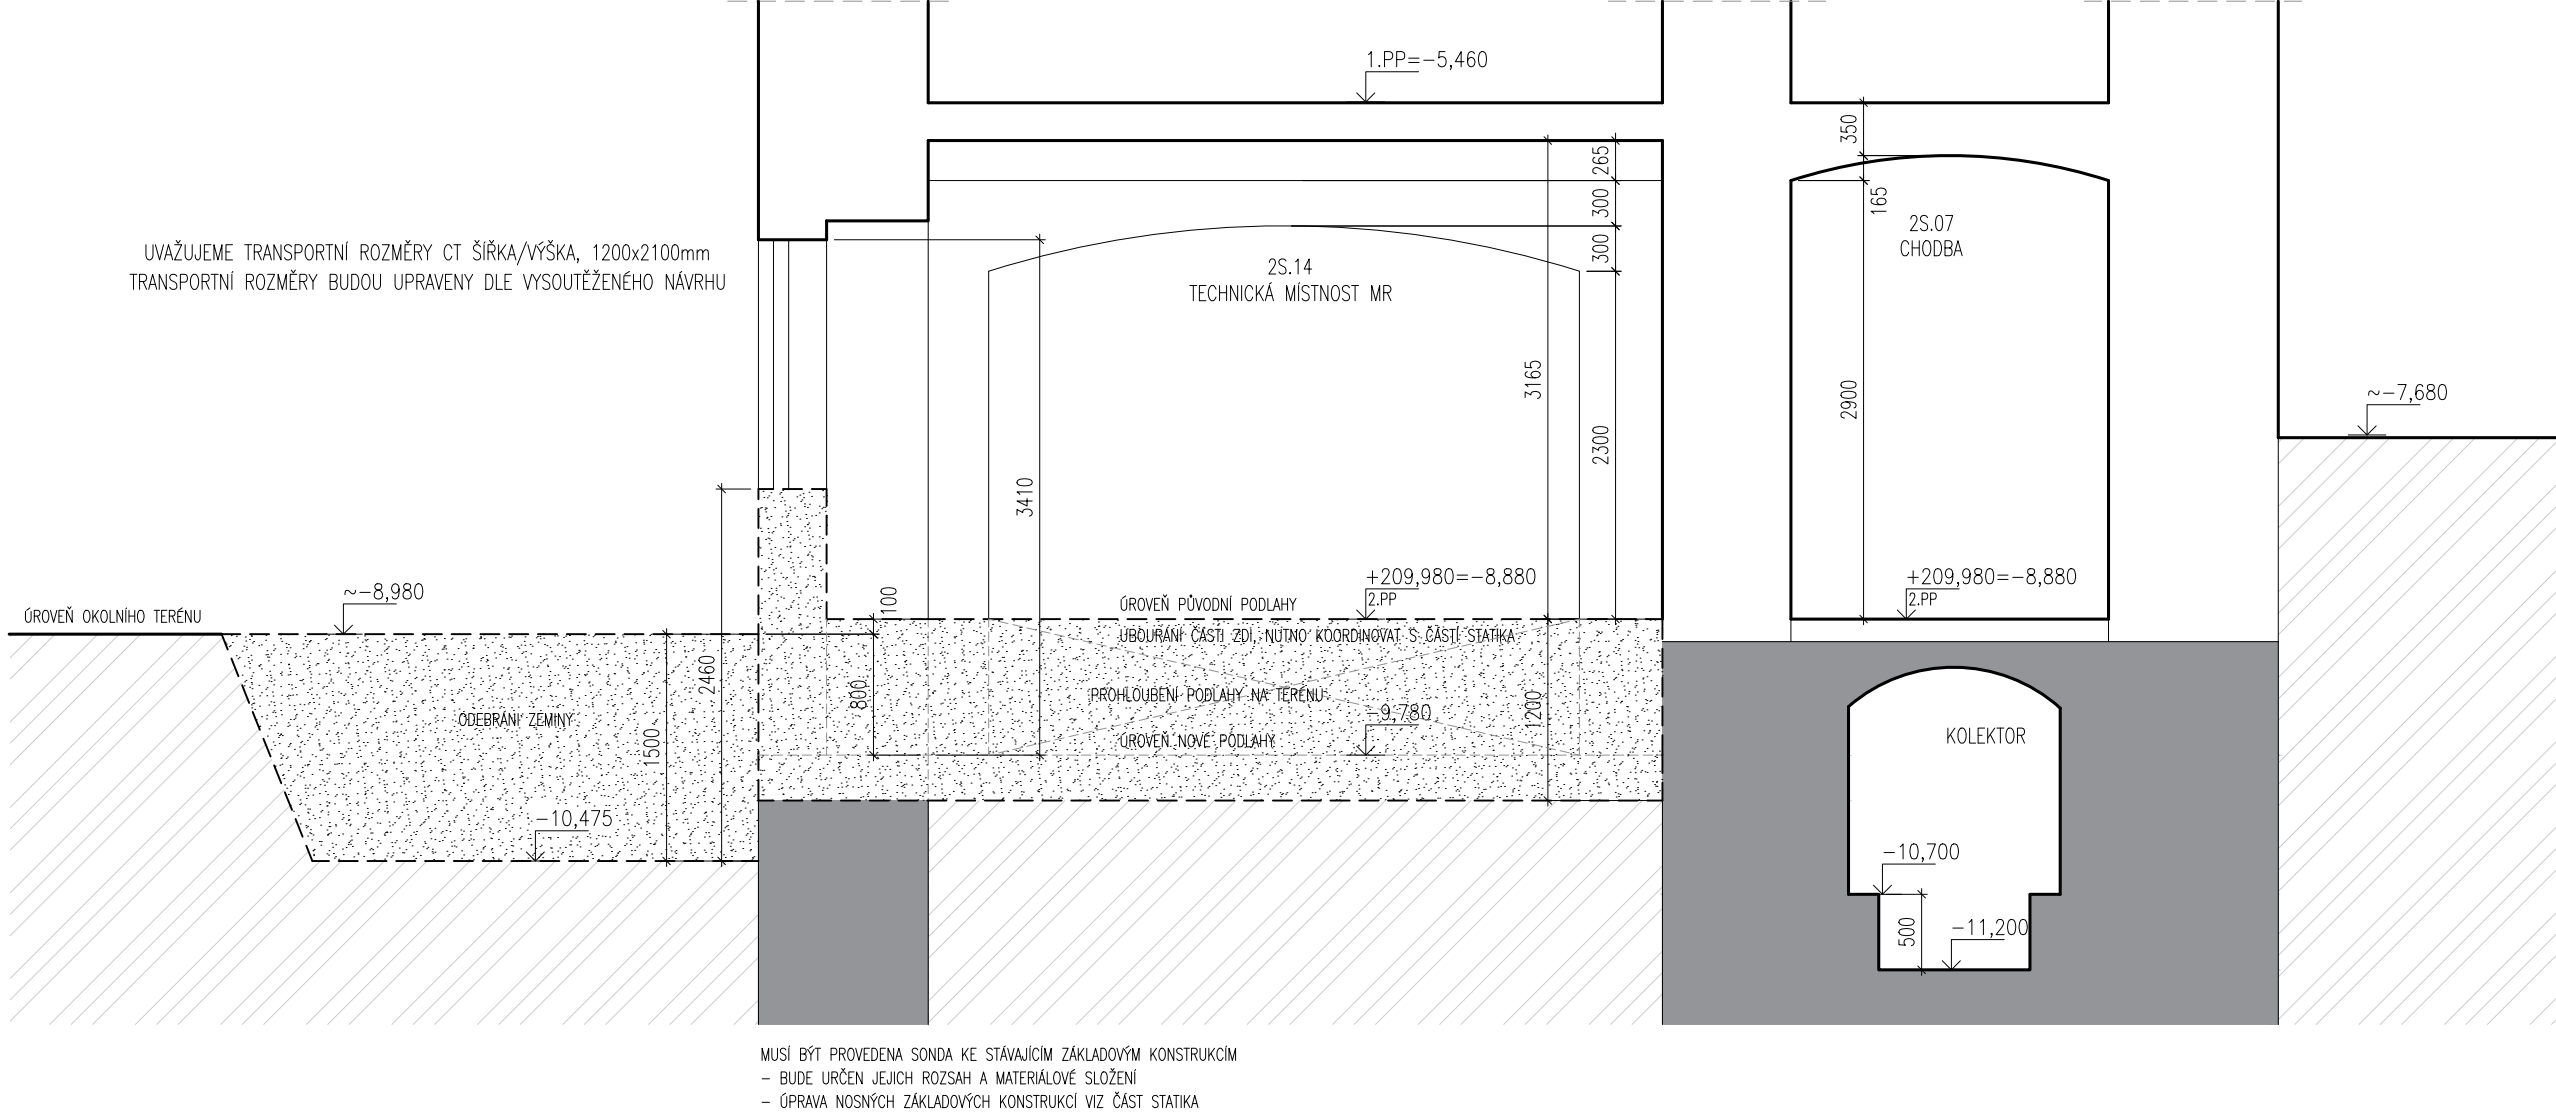 1.PP=-5,460
350
265
300
165
2S.07
CHODBA
UVAŽUJEME TRANSPORTNÍ ROZMĚRY CT ŠÍŘKA/VÝŠKA, 1200x2100mm
TRANSPORTNÍ ROZMĚRY BUDOU UPRAVENY DLE VYSOUTĚŽENÉHO NÁVRHU
300
2S.14
TECHNICKÁ MÍSTNOST MR
3165
2900
~-7,680
2300
3410
~-8,980
ÚROVEŇ OKOLNÍHO TERÉNU
100
ÚROVEŇ PŮVODNÍ PODLAHY
+209,980=-8,880
2.PP
+209,980=-8,880
2.PP
UBOURÁNÍ ČÁSTI ZDI, NUTNO KOORDINOVAT S ČÁSTÍ STATIKA
2460
800
PROHLOUBENÍ PODLAHY NA TERÉNU
1200
ODEBRÁNÍ ZEMINY
1500
-9,780
ÚROVEŇ NOVÉ PODLAHY
KOLEKTOR
-10,475
-10,700
500
-11,200
MUSÍ BÝT PROVEDENA SONDA KE STÁVAJÍCÍM ZÁKLADOVÝM KONSTRUKCÍM
- BUDE URČEN JEJICH ROZSAH A MATERIÁLOVÉ SLOŽENÍ
- ÚPRAVA NOSNÝCH ZÁKLADOVÝCH KONSTRUKCÍ VIZ ČÁST STATIKA